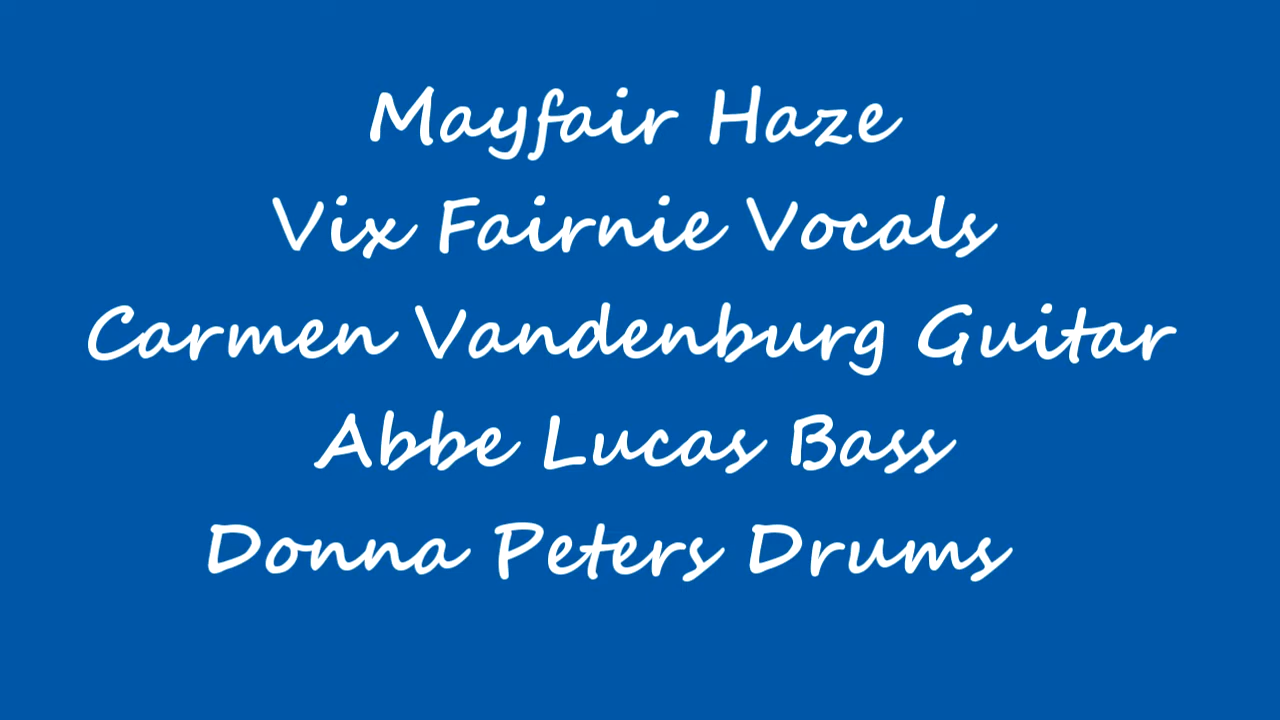 Mayfair Haze
Vix Fairnie Vocals
Carmen Vandenburg Guitar
Abbe Lucas Bass
Donna Peters Drums